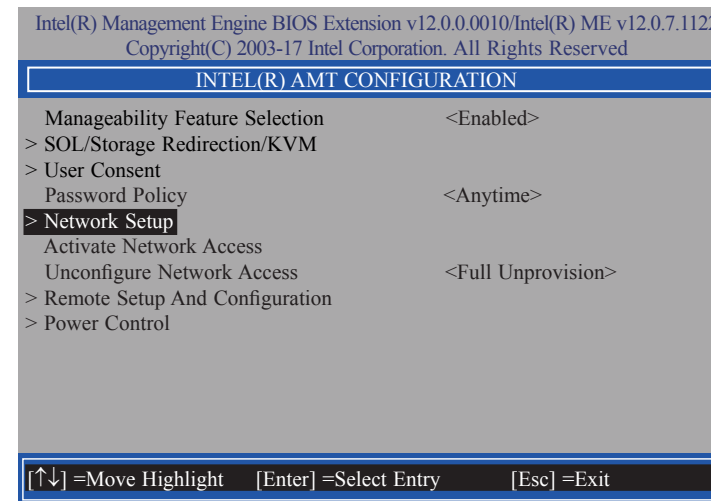 Intel(R) Management Engine BIOS Extension v12.0.0.0010/Intel(R) ME v12.0.7.1122
Copyright(C) 2003-17 Intel Corporation. All Rights Reserved
INTEL(R) AMT CONFIGURATION
Manageability Feature Selection <Enabled>
> SOL/Storage Redirection/KVM
> User Consent
Password Policy <Anytime>
> Network Setup
Activate Network Access
Unconfigure Network Access <Full Unprovision>
> Remote Setup And Configuration
> Power Control
[↑↓] =Move Highlight [Enter] =Select Entry [Esc] =Exit